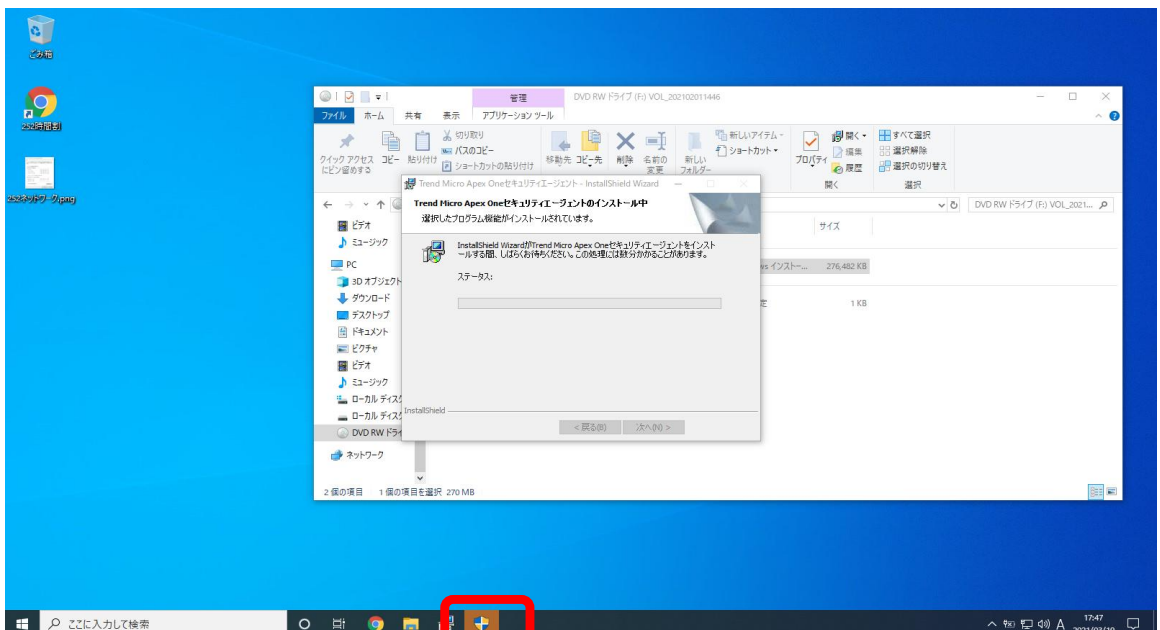 ごみ箱
252時間割
252ネットワーク.png
管理
DVD RW ドライブ (F:) VOL_202102011446
ファイル
ホーム
共有
表示
アプリケーション ツール
クイック アクセス
にピン留めする
コピー
貼り付け
切り取り
パスのコピー
ショートカットの貼り付け
移動先
コピー先
削除
名前の
変更
新しい
フォルダー
新しいアイテム
ショートカット
プロパティ
開く
編集
履歴
開く
すべて選択
選択解除
選択の切り替え
選択
Trend Micro Apex Oneセキュリティエージェント - InstallShield Wizard
Trend Micro Apex Oneセキュリティエージェントのインストール中
選択したプログラム機能がインストールされています。
InstallShield WizardがTrend Micro Apex Oneセキュリティエージェントをインスト
ールする間、しばらくお待ちください。この処理には数分かかることがあります。
ステータス:
InstallShield
< 戻る(B)
次へ(N) >
DVD RW ドライブ (F:) VOL_2021...
サイズ
ws インストー...
276,482 KB
定
1 KB
ビデオ
ミュージック
PC
3D オブジェクト
ダウンロード
デスクトップ
ドキュメント
ピクチャ
ビデオ
ミュージック
ローカル ディスク
ローカル ディスク
DVD RW ドライ
ネットワーク
2 個の項目
1 個の項目を選択 270 MB
ここに入力して検索
A
17:47